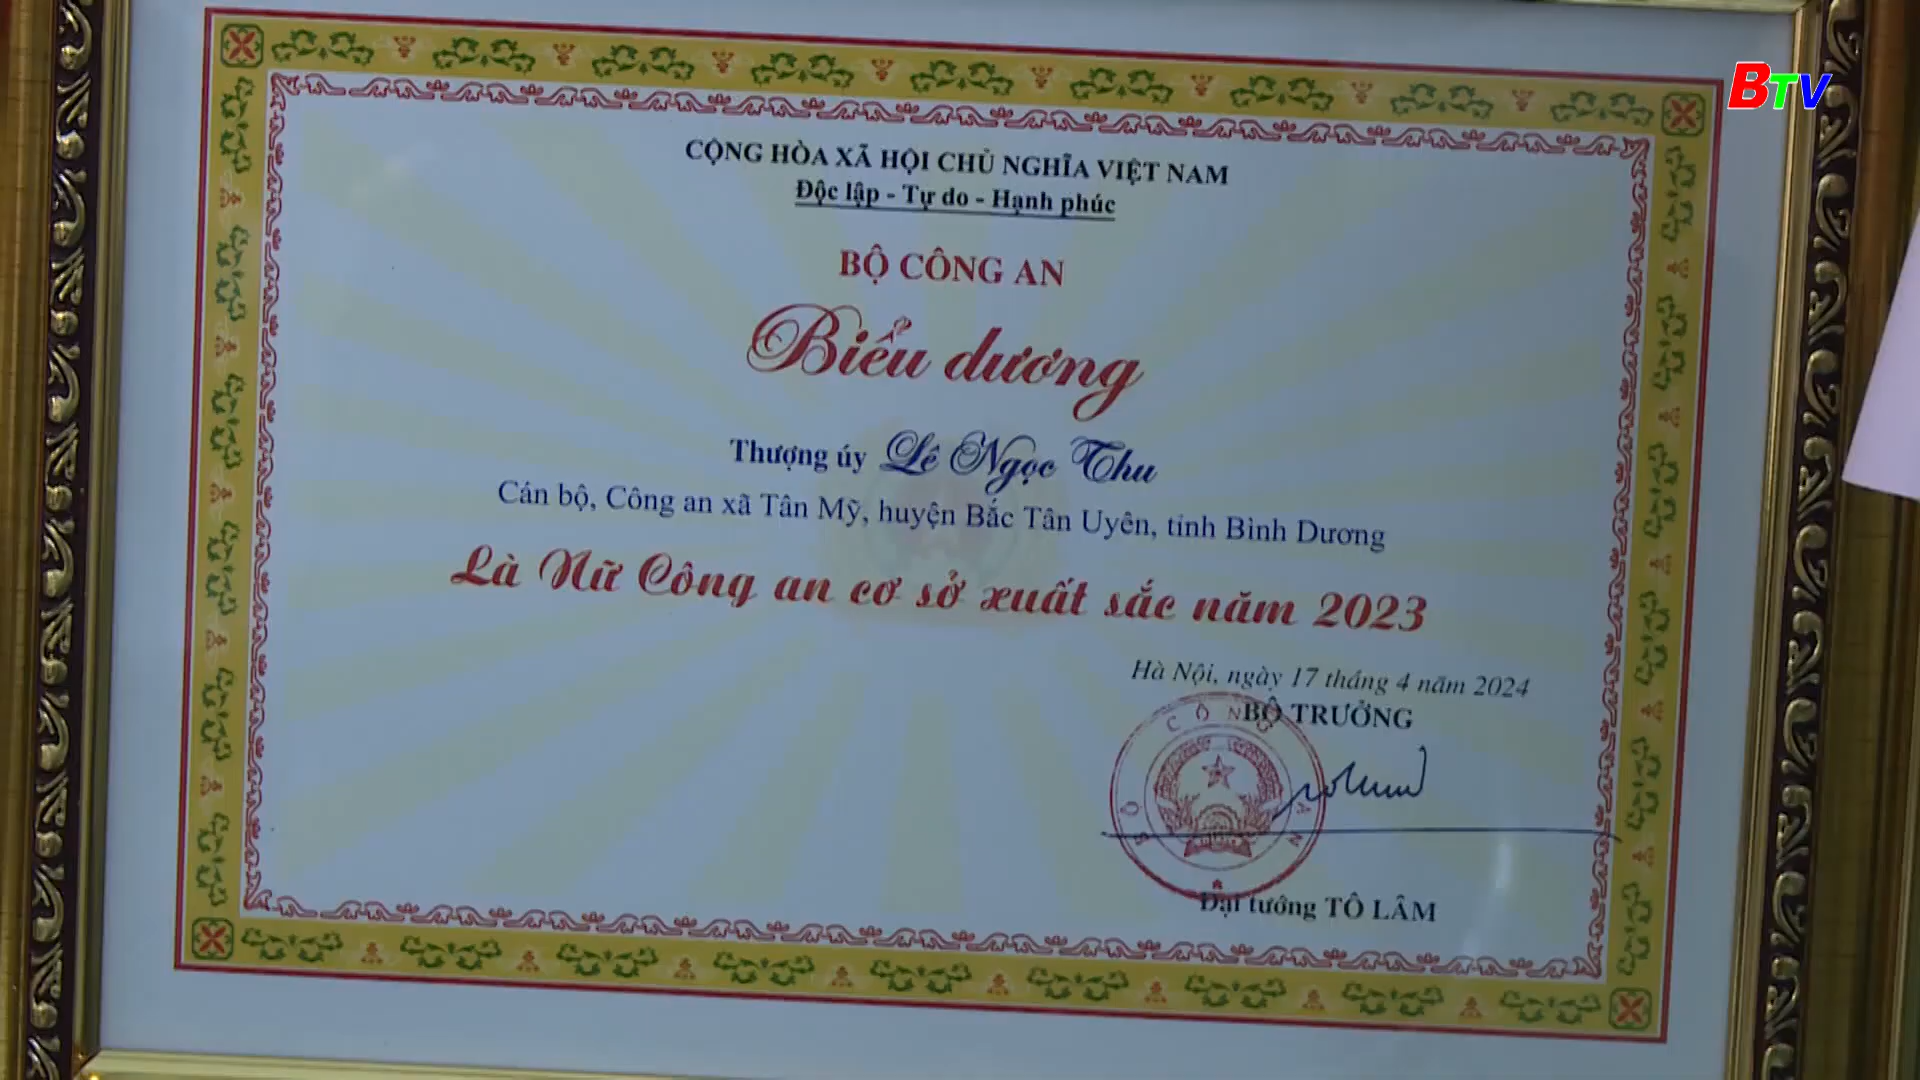 BTV
CỘNG HÒA XÃ HỘI CHỦ NGHĨA VIỆT NAM
Độc lập - Tự do - Hạnh phúc
BỘ CÔNG AN
Biểu dương
Thượng úy Lê Ngọc Thu
Cán bộ, Công an xã Tân Mỹ, huyện Bắc Tân Uyên, tỉnh Bình Dương
Là Nữ Công an cơ sở xuất sắc năm 2023
Hà Nội, ngày 17 tháng 4 năm 2024
BỘ TRƯỞNG
BỘ CÔNG AN
Đại tướng TÔ LÂM